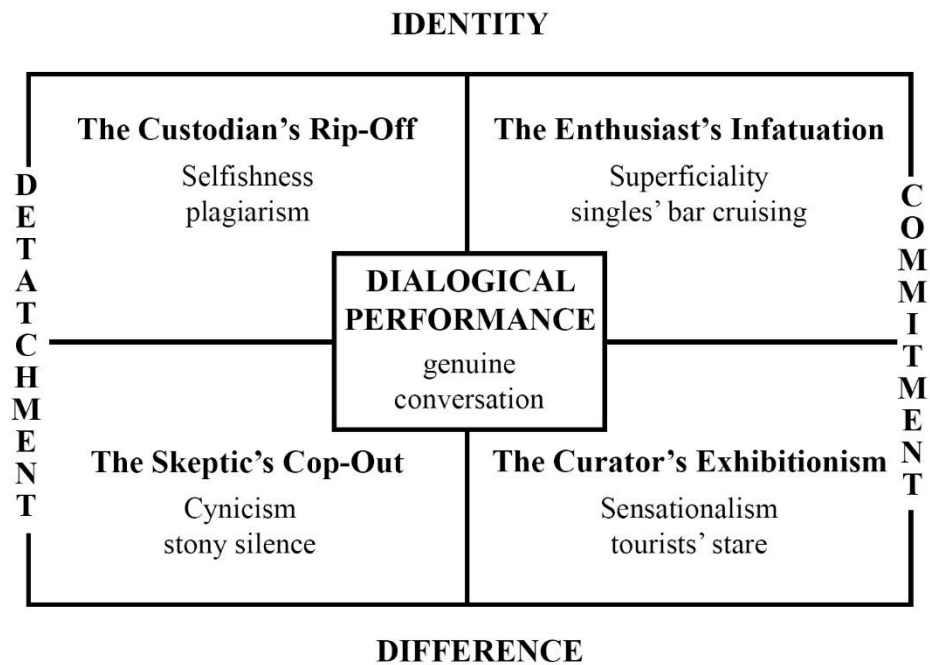 IDENTITY
The Custodian's Rip-Off
Selfishness
plagiarism
The Enthusiast's Infatuation
Superficiality
singles' bar cruising
DETATCHMENT
DIALOGICAL
PERFORMANCE
genuine
conversation
COMMITMENT
The Skeptic's Cop-Out
Cynicism
stony silence
The Curator's Exhibitionism
Sensationalism
tourists' stare
DIFFERENCE